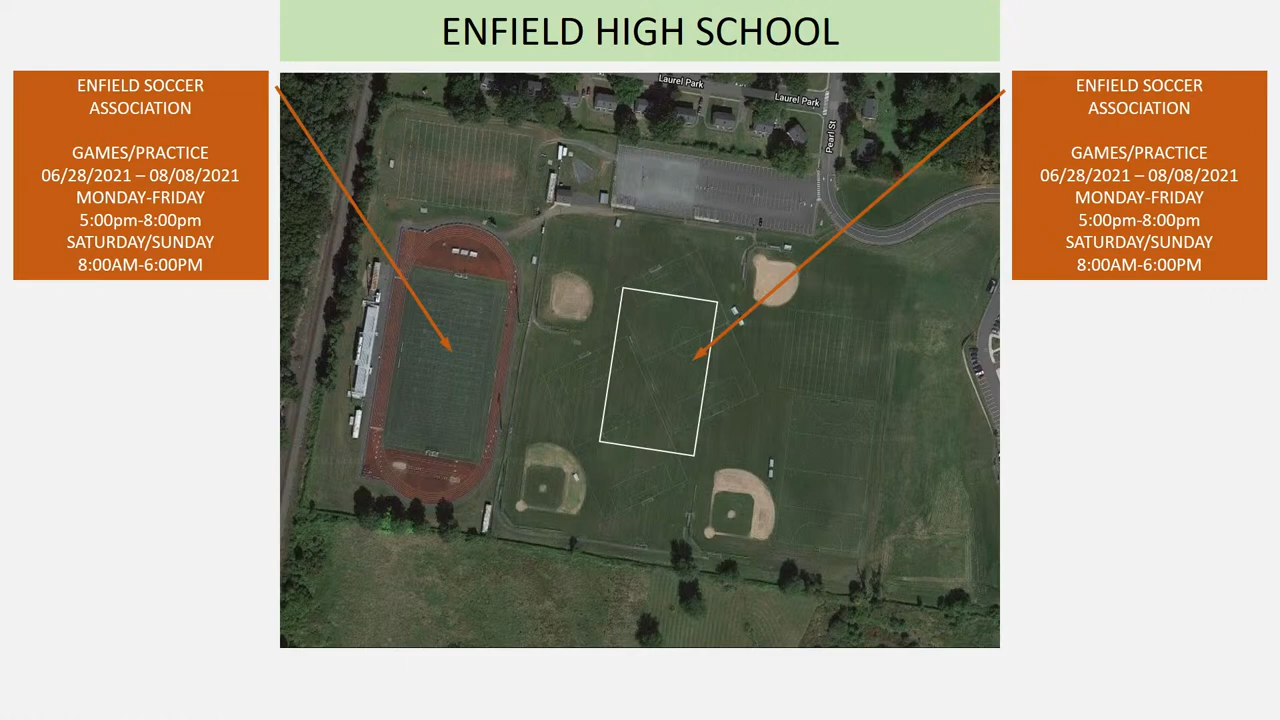 ENFIELD HIGH SCHOOL
ENFIELD SOCCER
ASSOCIATION
GAMES/PRACTICE
06/28/2021 – 08/08/2021
MONDAY-FRIDAY
5:00pm-8:00pm
SATURDAY/SUNDAY
8:00AM-6:00PM
Laurel Park
Laurel Park
Pearl St
ENFIELD SOCCER
ASSOCIATION
GAMES/PRACTICE
06/28/2021 – 08/08/2021
MONDAY-FRIDAY
5:00pm-8:00pm
SATURDAY/SUNDAY
8:00AM-6:00PM